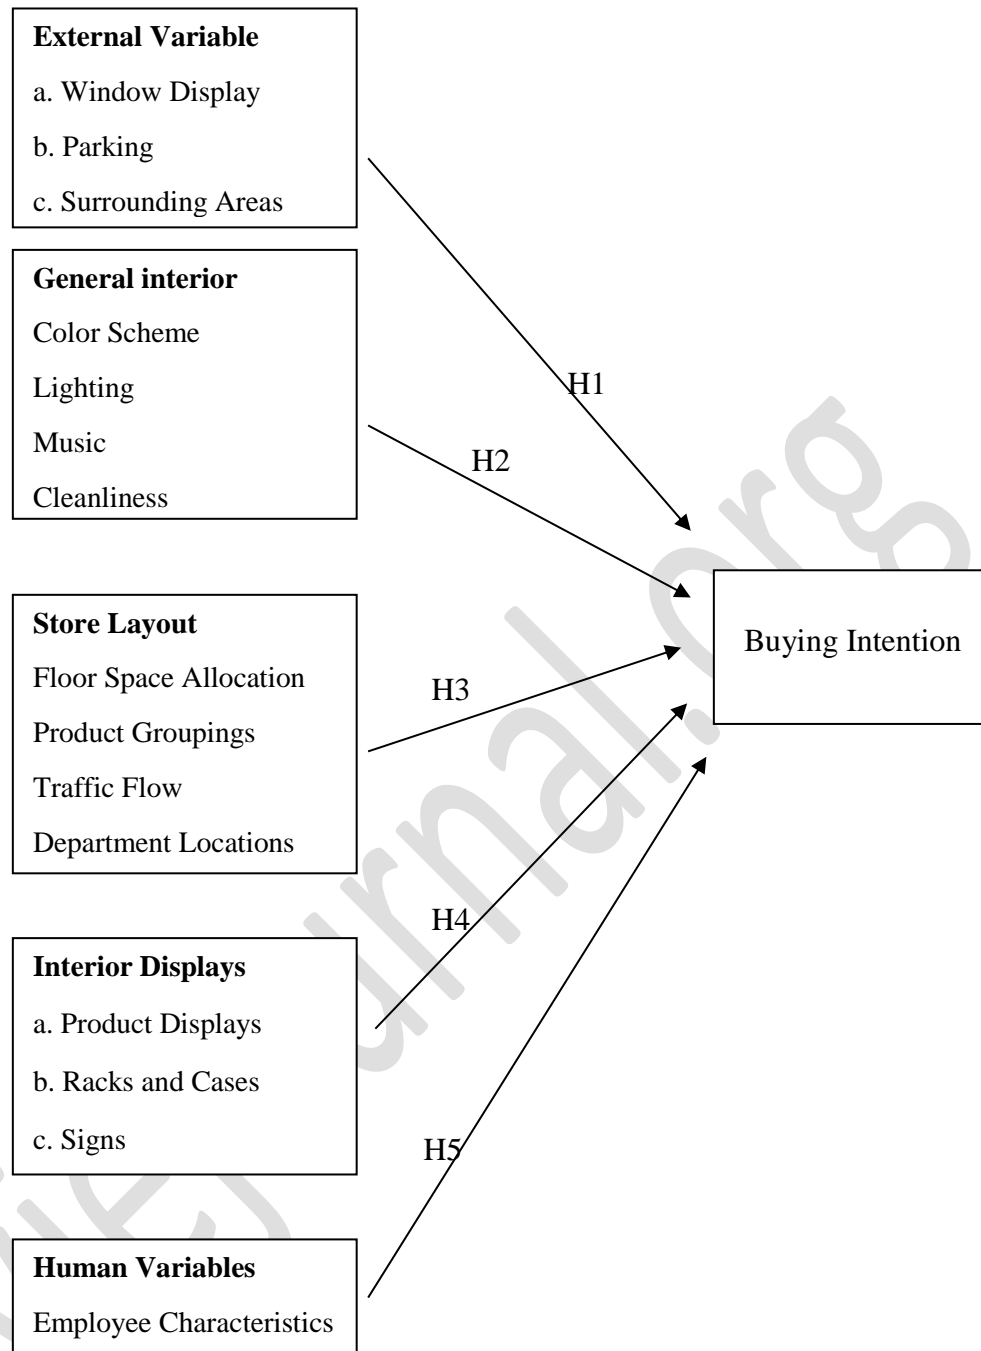 External Variable
a. Window Display
b. Parking
c. Surrounding Areas
General interior
Color Scheme
Lighting
Music
Cleanliness
Store Layout
Floor Space Allocation
Product Groupings
Traffic Flow
Department Locations
Interior Displays
a. Product Displays
b. Racks and Cases
c. Signs
Human Variables
Employee Characteristics
H1
H2
H3
H4
H5
Buying Intention